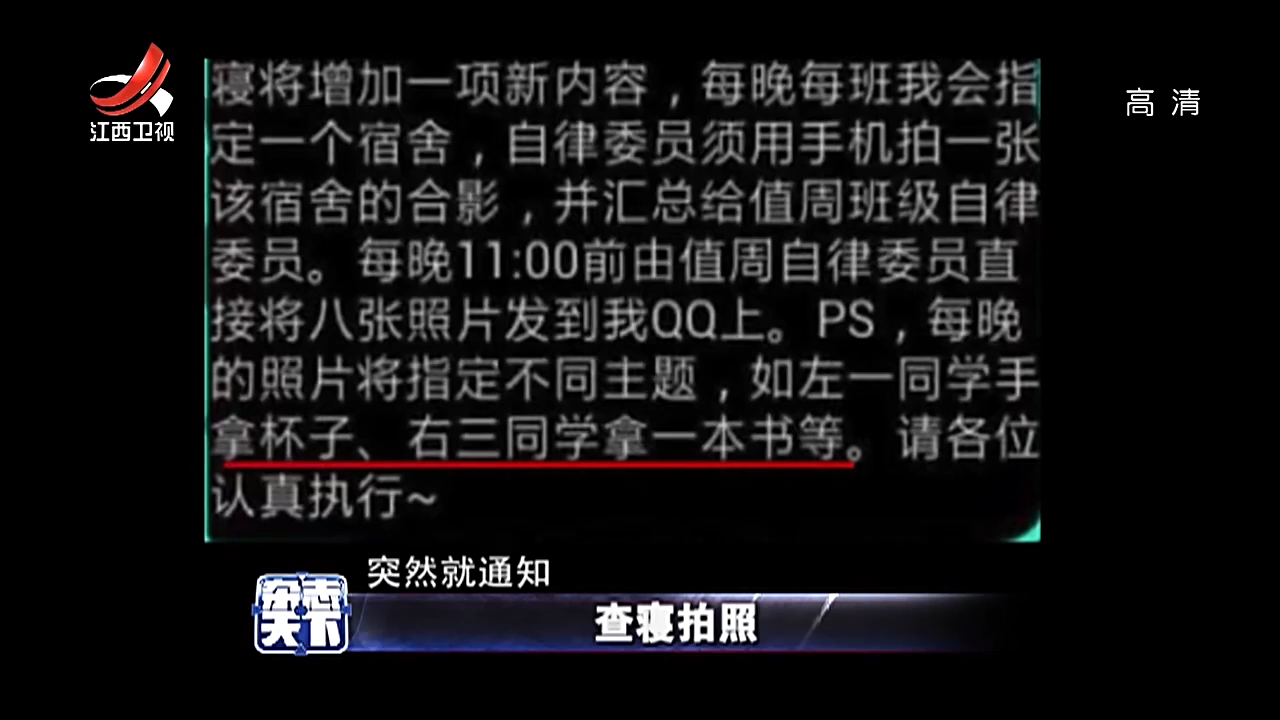 江西卫视
高清
寝将增加一项新内容，每晚每班我会指
定一个宿舍，自律委员须用手机拍一张
该宿舍的合影，并汇总给值周班级自律
委员。每晚11:00前由值周自律委员直
接将八张照片发到我QQ上。PS，每晚
的照片将指定不同主题，如左一同学手
拿杯子、右三同学拿一本书等。请各位
认真执行~
突然就通知
杂志天下
查寝拍照